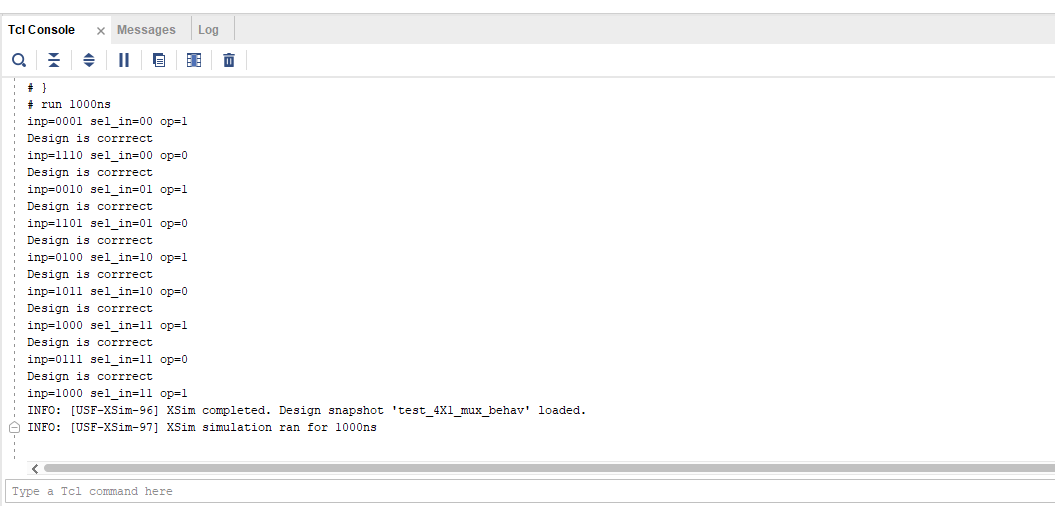 Tcl Console × Messages Log
# }
# run 1000ns
inp=0001 sel_in=00 op=1
Design is corrrect
inp=1110 sel_in=00 op=0
Design is corrrect
inp=0010 sel_in=01 op=1
Design is corrrect
inp=1101 sel_in=01 op=0
Design is corrrect
inp=0100 sel_in=10 op=1
Design is corrrect
inp=1011 sel_in=10 op=0
Design is corrrect
inp=1000 sel_in=11 op=1
Design is corrrect
inp=0111 sel_in=11 op=0
Design is corrrect
inp=1000 sel_in=11 op=1
INFO: [USF-XSim-96] XSim completed. Design snapshot 'test_4X1_mux_behav' loaded.
INFO: [USF-XSim-97] XSim simulation ran for 1000ns
Type a Tcl command here